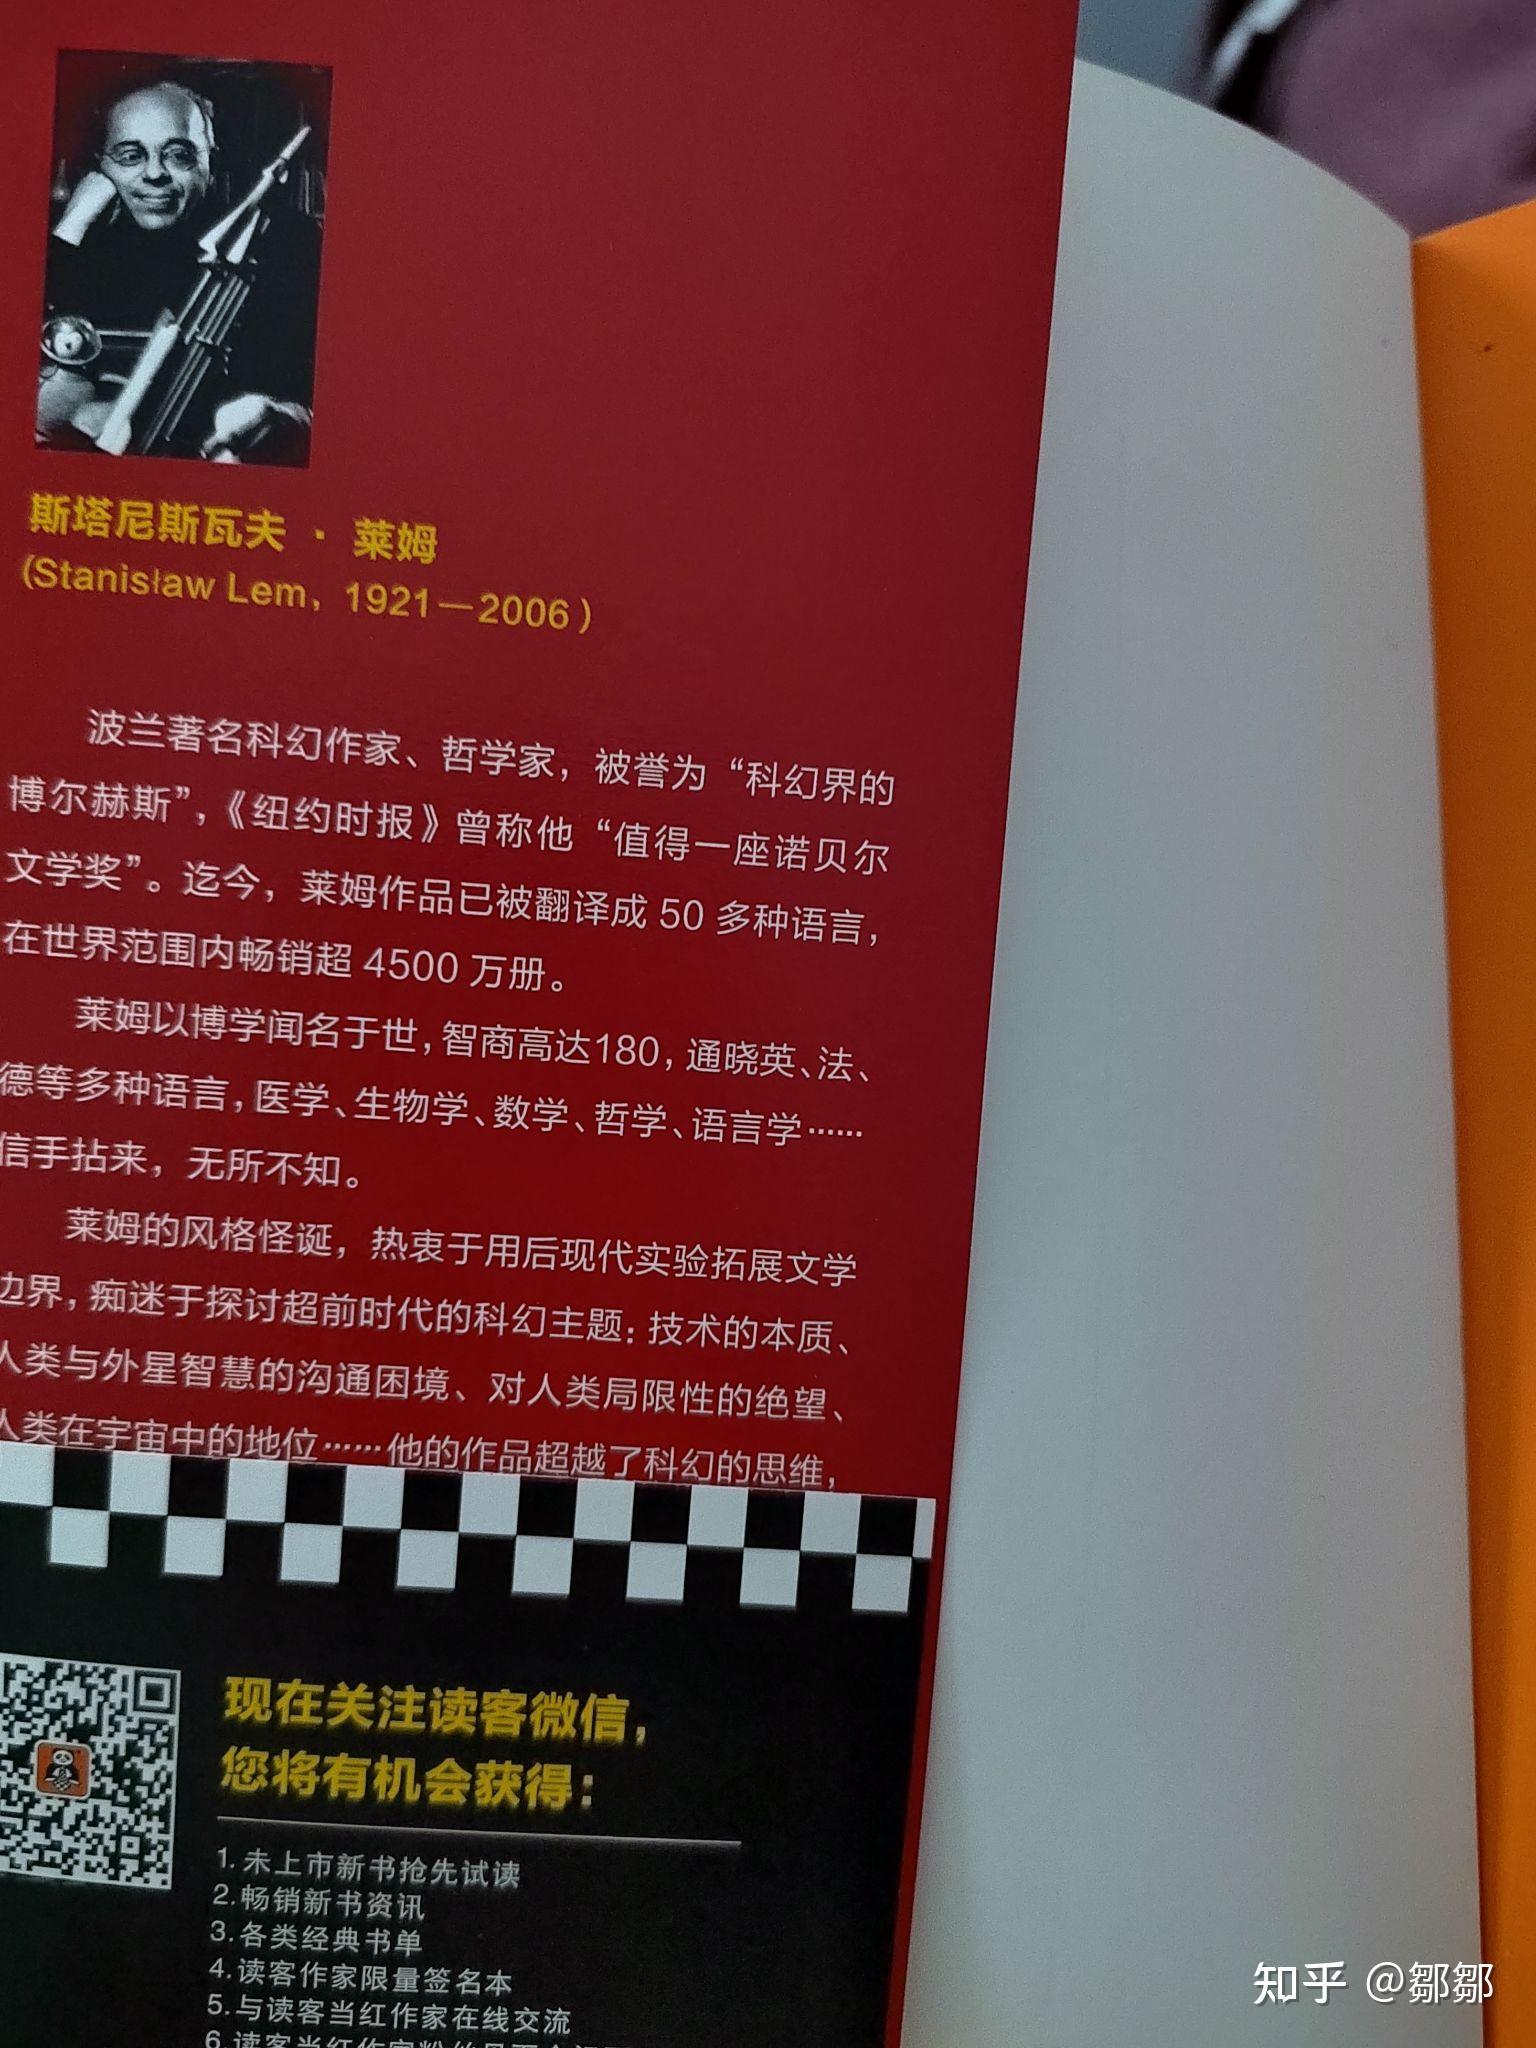 斯塔尼斯瓦夫 · 莱姆
(Stanisław Lem, 1921—2006)
波兰著名科幻作家、哲学家，被誉为“科幻界的
博尔赫斯”，《纽约时报》曾称他“值得一座诺贝尔
文学奖”。迄今，莱姆作品已被翻译成 50 多种语言，
在世界范围内畅销超 4500 万册。
莱姆以博学闻名于世，智商高达180，通晓英、法、
德等多种语言，医学、生物学、数学、哲学、语言学……
信手拈来，无所不知。
莱姆的风格怪诞，热衷于用后现代实验拓展文学
边界，痴迷于探讨超前时代的科幻主题：技术的本质、
人类与外星智慧的沟通困境、对人类局限性的绝望、
人类在宇宙中的地位……他的作品超越了科幻的思维，
现在关注读客微信，
您将有机会获得：
1. 未上市新书抢先试读
2. 畅销新书资讯
3. 各类经典书单
4. 读客作家限量签名本
5. 与读客当红作家在线交流
6. 读客当红作家
知乎 @邹邹